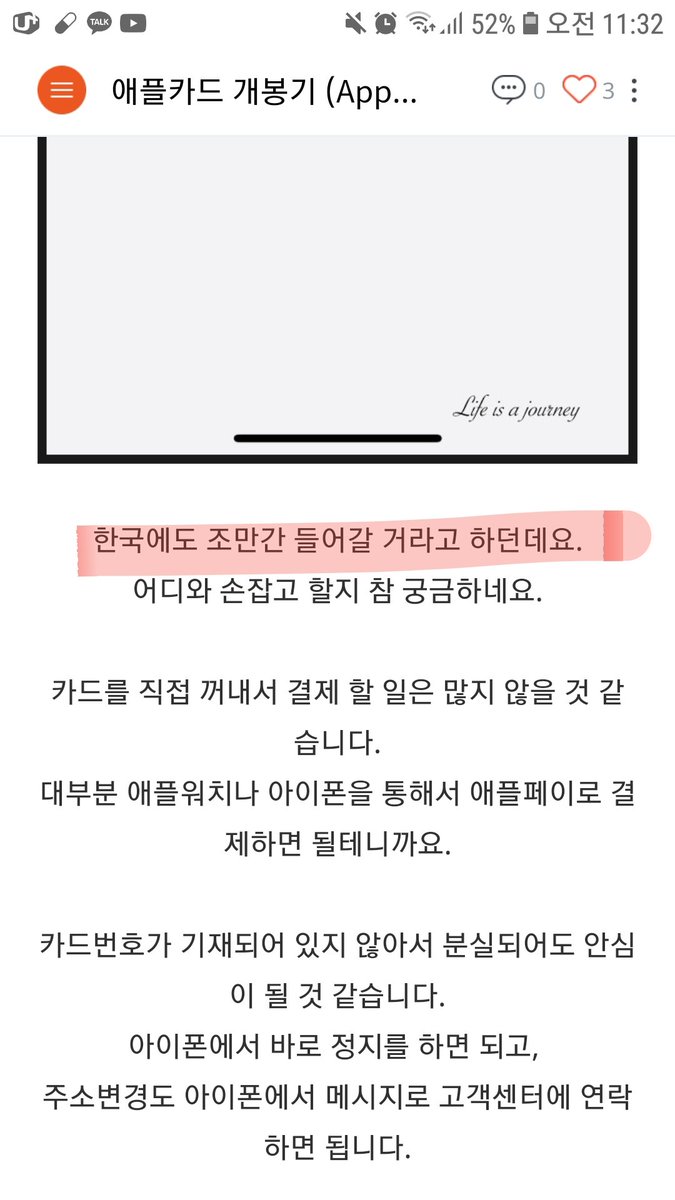 U+ TALK 52% 오전 11:32
애플카드 개봉기 (App... 0 3
Life is a journey
한국에도 조만간 들어갈 거라고 하던데요.
어디와 손잡고 할지 참 궁금하네요.
카드를 직접 꺼내서 결제 할 일은 많지 않을 것 같
습니다.
대부분 애플워치나 아이폰을 통해서 애플페이로 결
제하면 될테니까요.
카드번호가 기재되어 있지 않아서 분실되어도 안심
이 될 것 같습니다.
아이폰에서 바로 정지를 하면 되고,
주소변경도 아이폰에서 메시지로 고객센터에 연락
하면 됩니다.